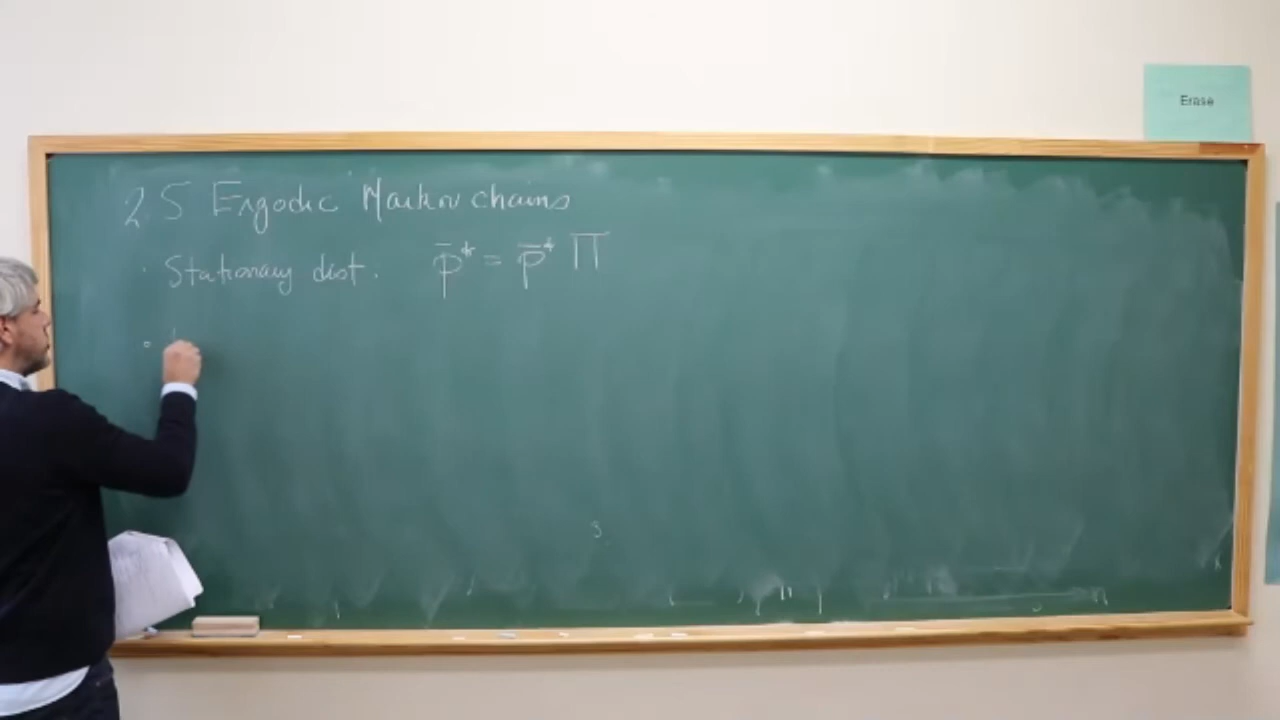 Erase
2.5 Ergodic Markov chains
· Stationary dist. p̄* = p̄* Π